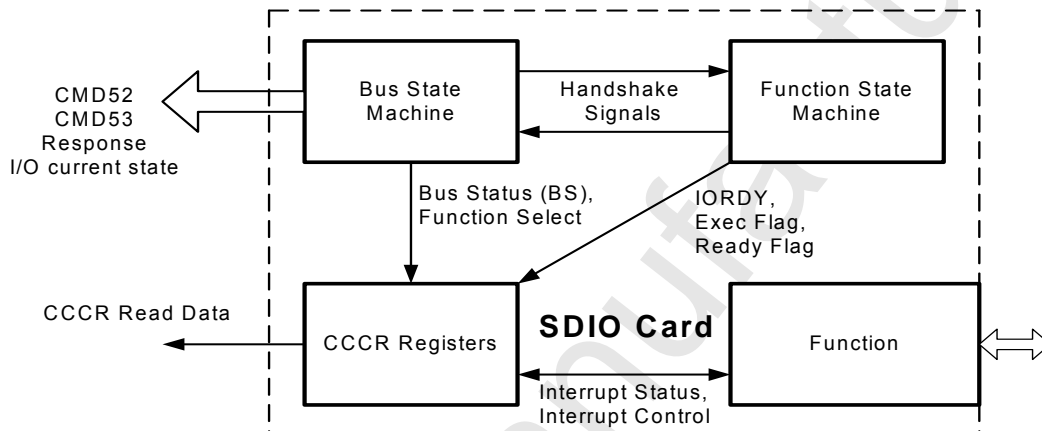 Bus State
Machine
Handshake
Signals
Function State
Machine
CMD52
CMD53
Response
I/O current state
Bus Status (BS),
Function Select
IORDY,
Exec Flag,
Ready Flag
CCCR Read Data
CCCR Registers
SDIO Card
Function
Interrupt Status,
Interrupt Control